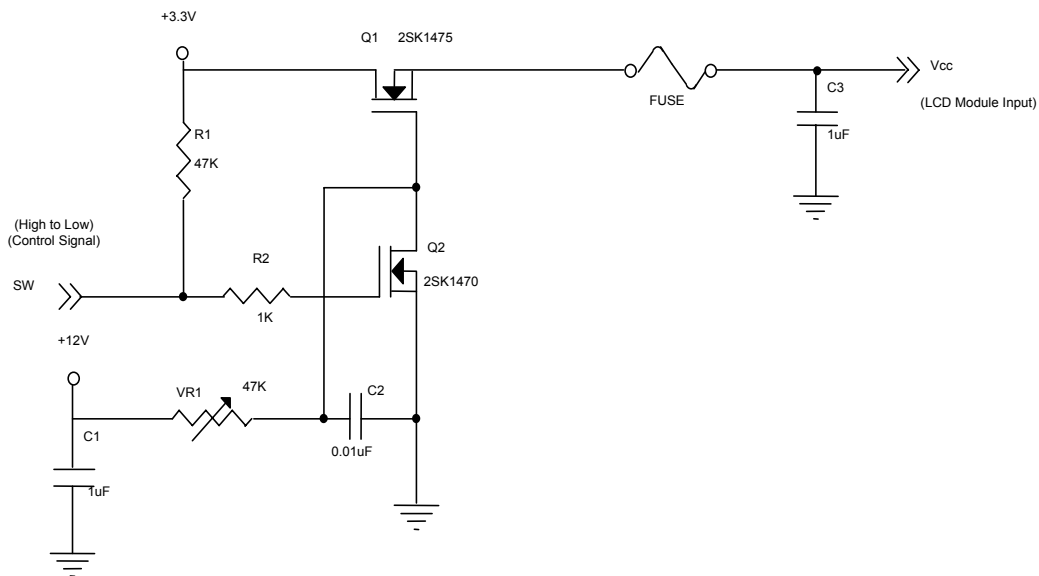 +3.3V
Q1 2SK1475
Vcc
FUSE
C3
(LCD Module Input)
R1
1uF
47K
(High to Low)
(Control Signal)
Q2
R2
2SK1470
SW
1K
+12V
VR1
47K
C2
C1
0.01uF
1uF